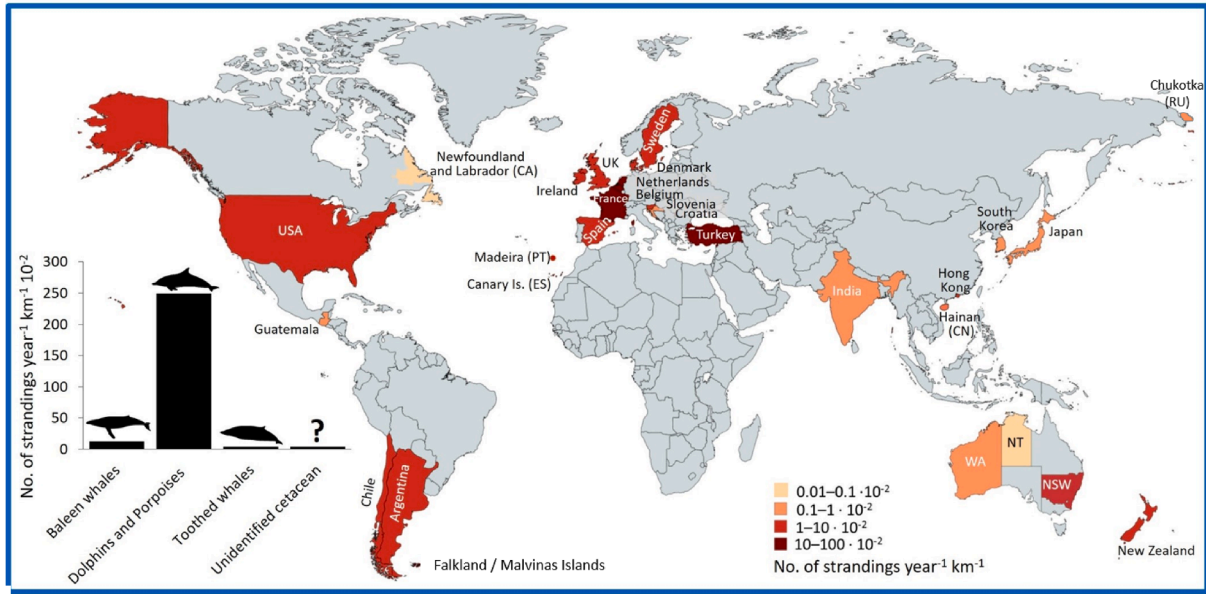 Chukotka
(RU)
Sweden
Newfoundland
and Labrador (CA)
UK
Denmark
Ireland
Netherlands
Belgium
France
Slovenia
Croatia
Spain
Turkey
USA
South
Korea
Japan
Madeira (PT)
Canary Is. (ES)
India
Hong
Kong
Hainan
(CN)
Guatemala
No. of strandings year-1 km-1 10-2
300
250
200
150
100
50
0
?
Baleen whales
Dolphins and Porpoises
Toothed whales
Unidentified cetacean
Chile
Argentina
Falkland / Malvinas Islands
WA
NT
NSW
New Zealand
0.01–0.1·10-2
0.1–1 · 10-2
1–10 · 10-2
10–100 · 10-2
No. of strandings year-1 km-1